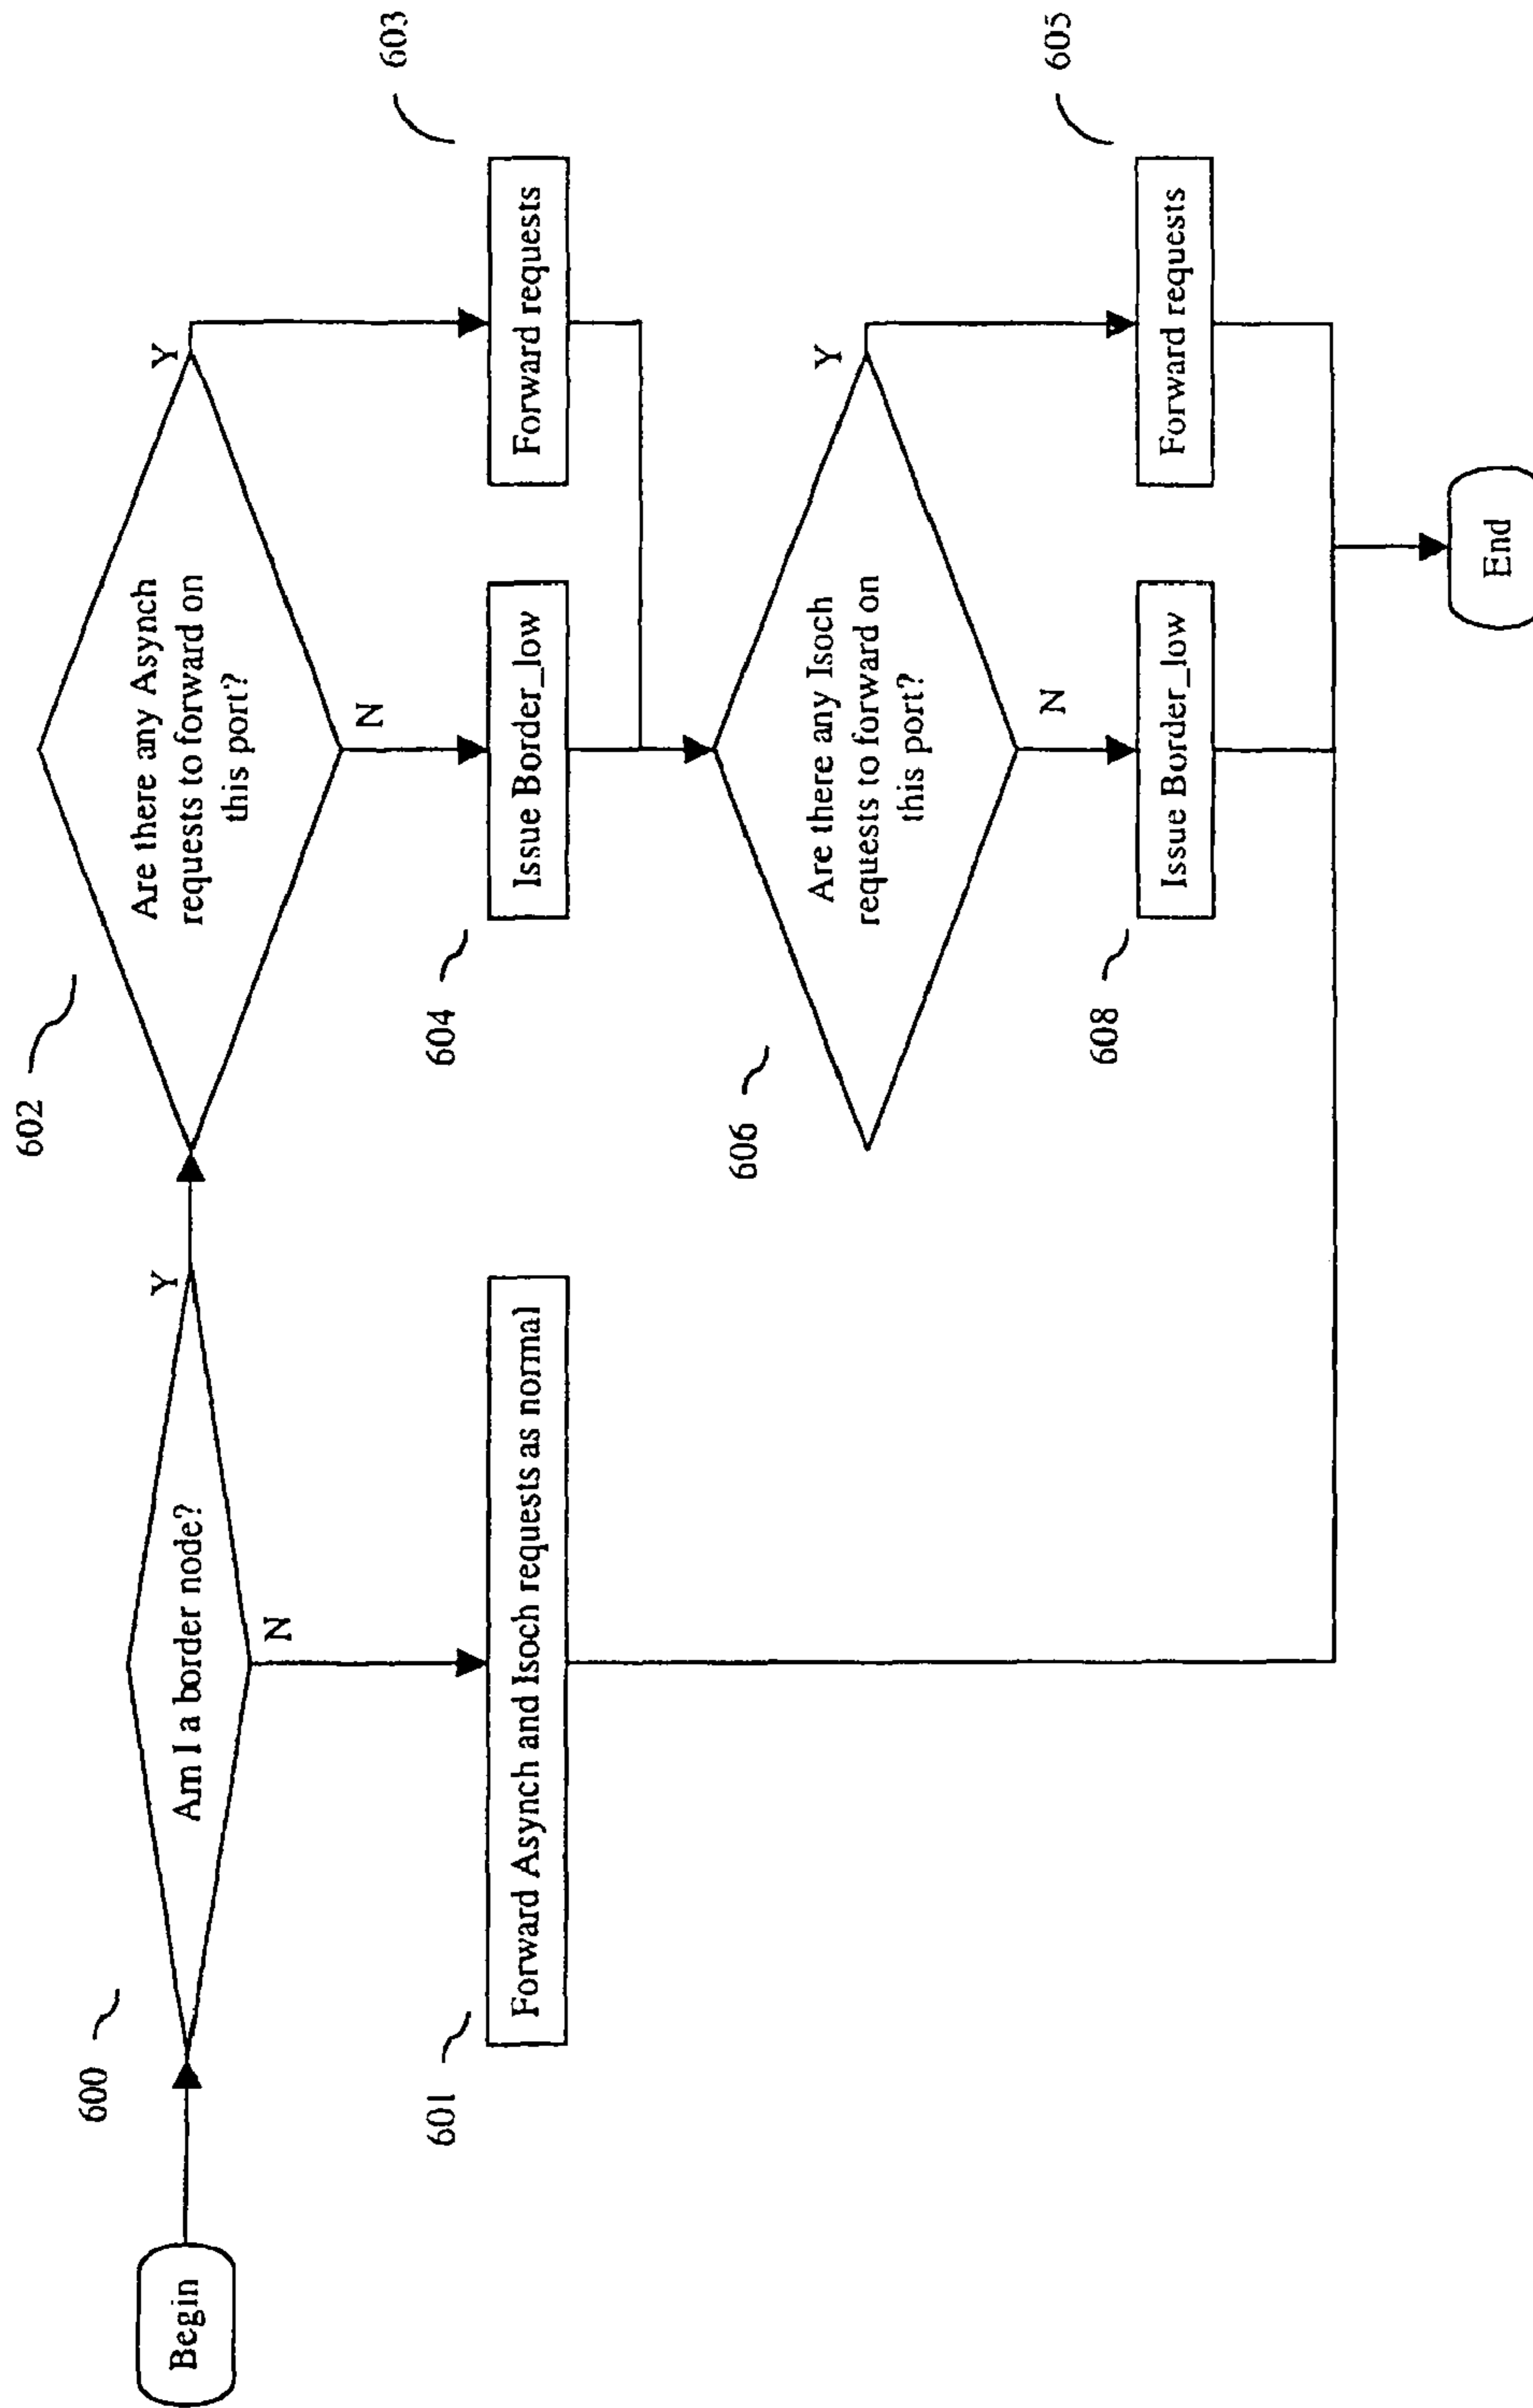 Begin
600
Am I a border node?
Y
N
601
Forward Asynch and Isoch requests as normal
602
Are there any Asynch
requests to forward on
this port?
Y
N
603
Forward requests
604
Issue Border_low
606
Are there any Isoch
requests to forward on
this port?
Y
N
605
Forward requests
608
Issue Border_low
End